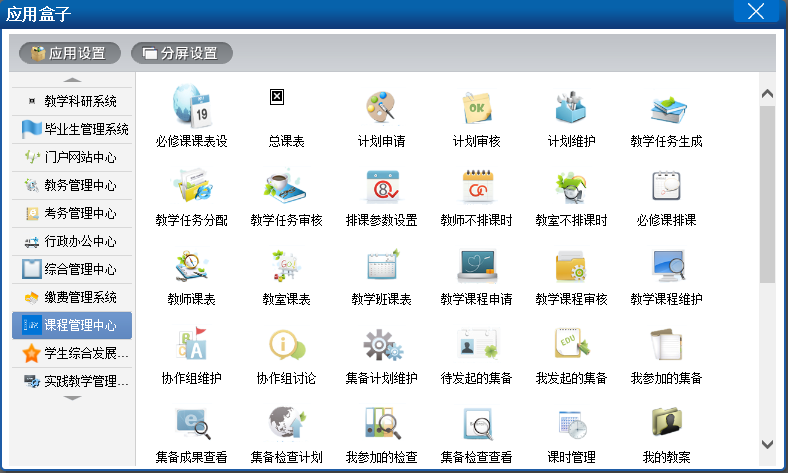 应用盒子
应用设置 分屏设置
教学科研系统
毕业生管理系统
门户网站中心
教务管理中心
考务管理中心
行政办公中心
综合管理中心
缴费管理系统
课程管理中心
学生综合发展...
实践教学管理...
19 OK
必修课课表设 总课表 计划申请 计划审核 计划维护 教学任务生成
8
教学任务分配 教学任务审核 排课参数设置 教师不排课时 教室不排课时 必修课排课
教师课表 教室课表 教学班课表 教学课程申请 教学课程审核 教学课程维护
B A C EDU
协作组维护 协作组讨论 集备计划维护 待发起的集备 我发起的集备 我参加的集备
e
集备成果查看 集备检查计划 我参加的检查 集备检查查看 课时管理 我的教案